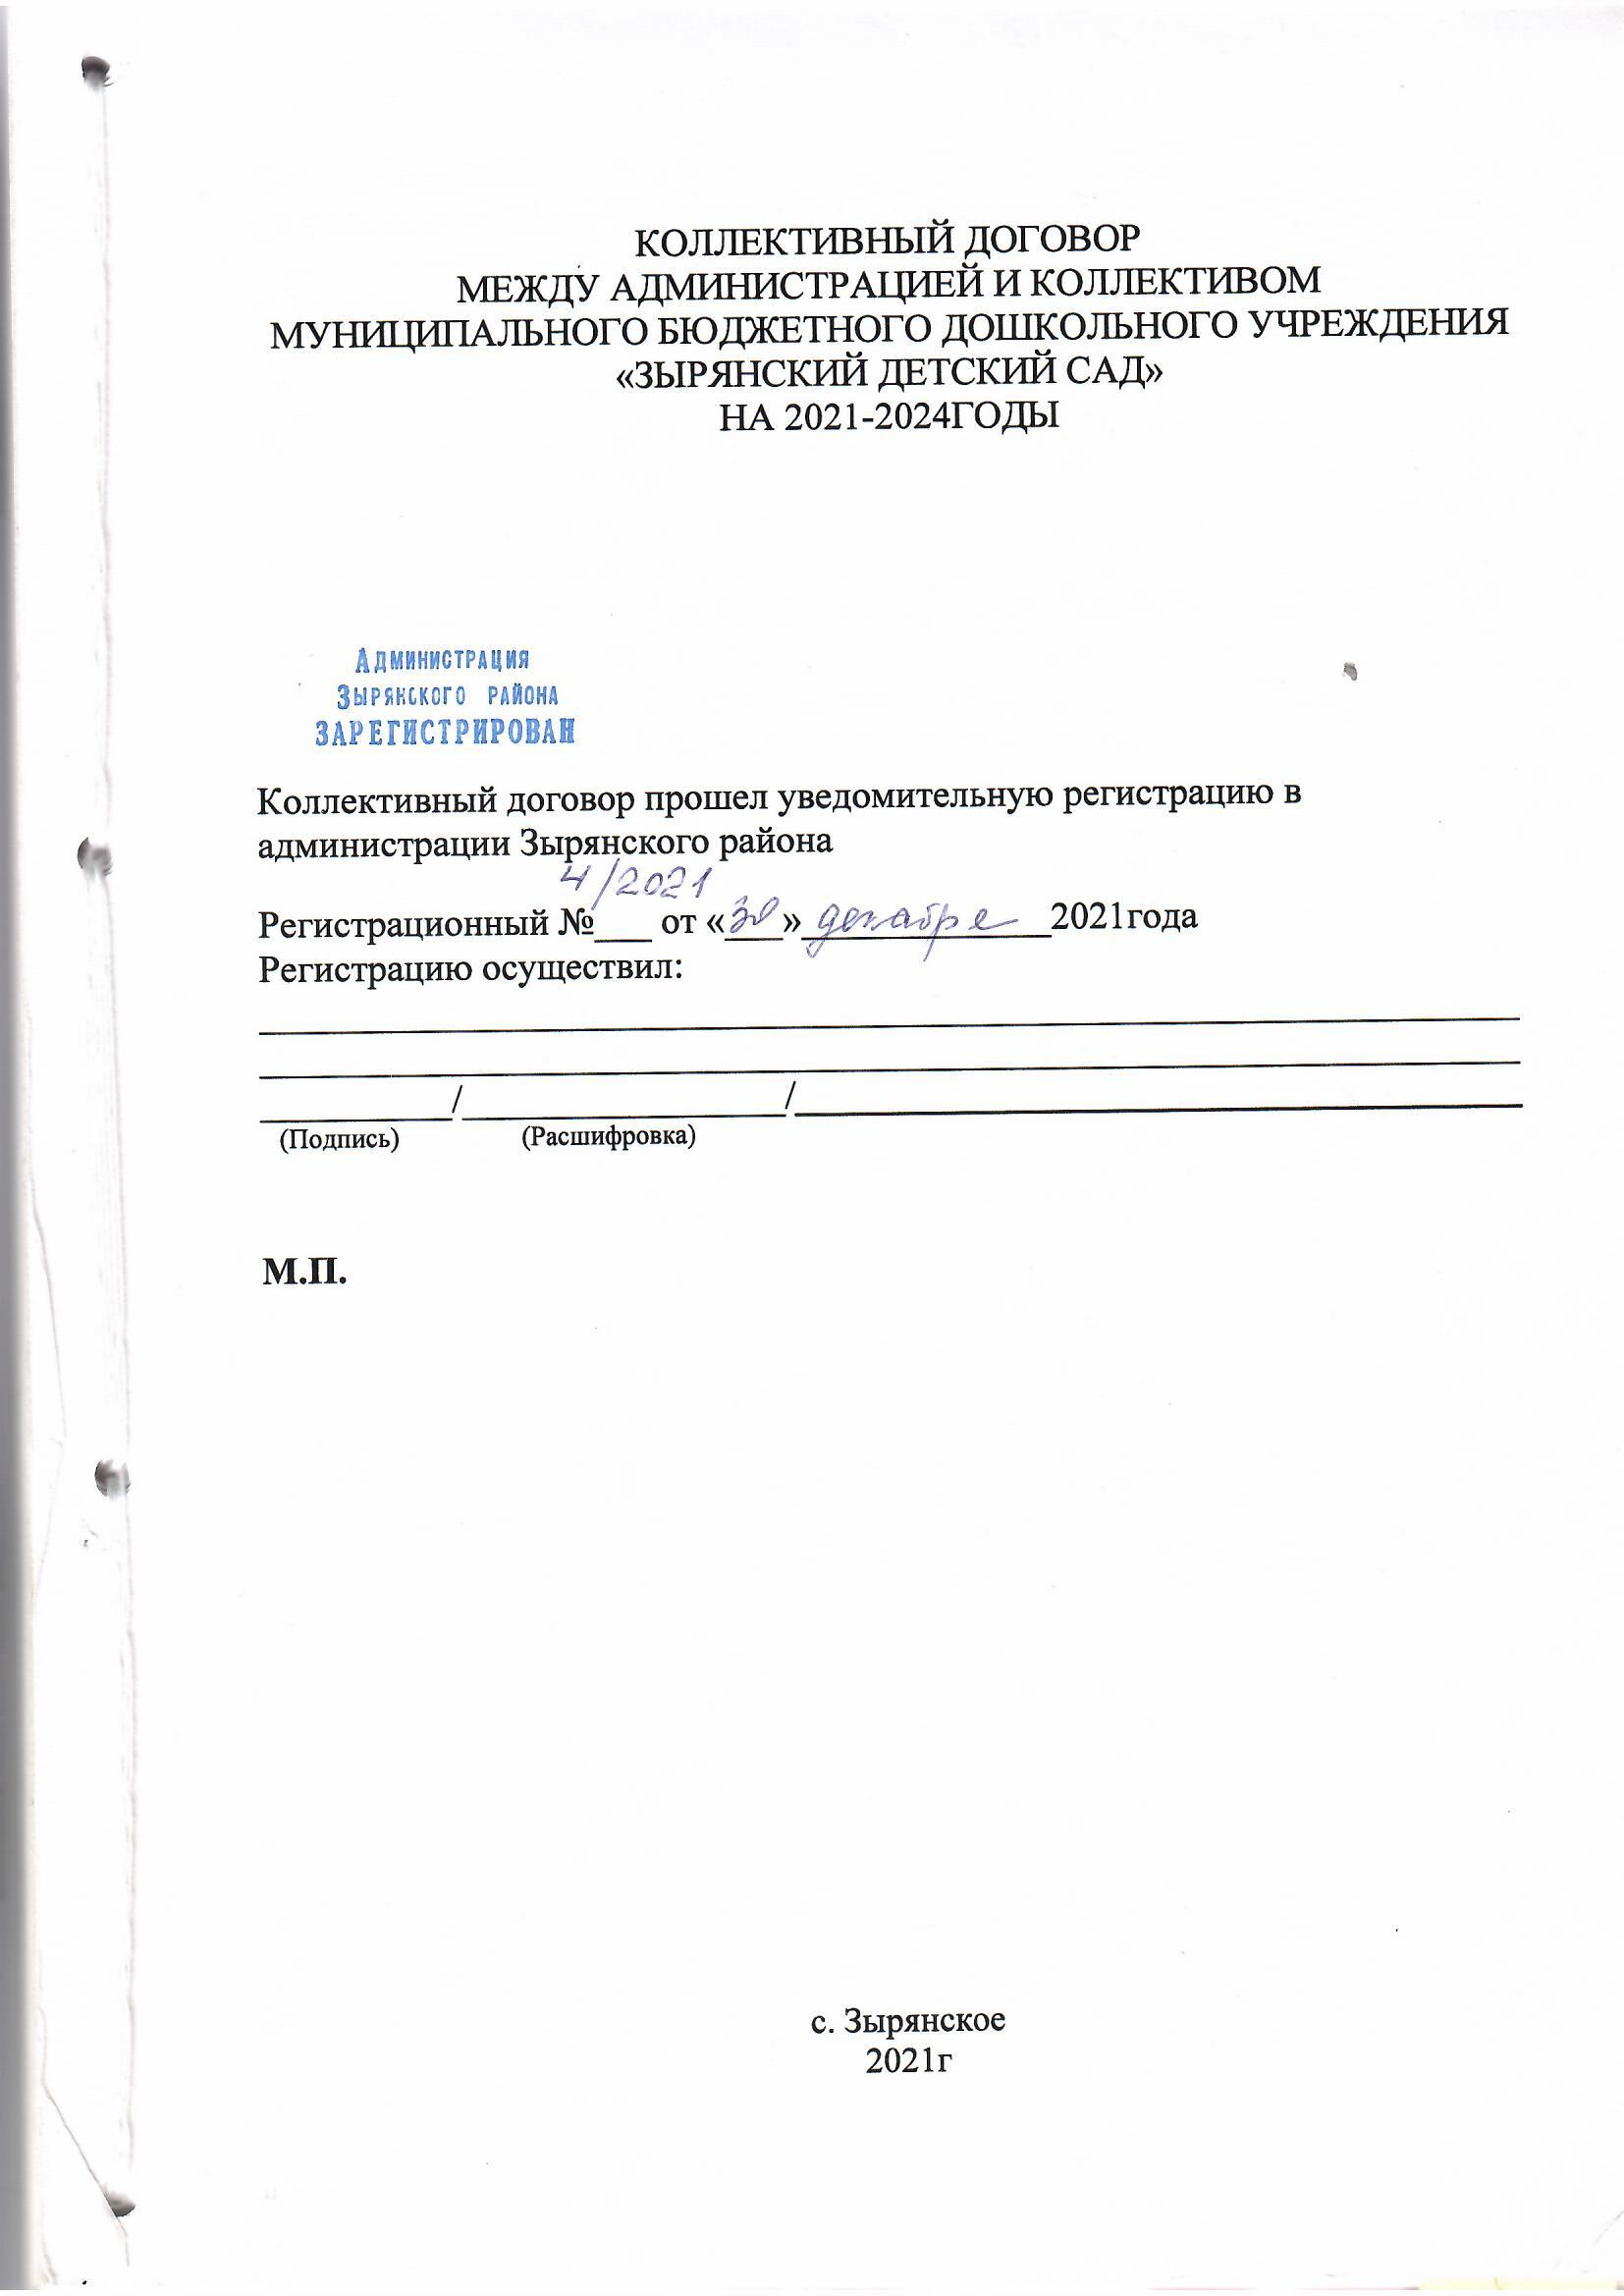 КОЛЛЕКТИВНЫЙ ДОГОВОР
МЕЖДУ АДМИНИСТРАЦИЕЙ И КОЛЛЕКТИВОМ
МУНИЦИПАЛЬНОГО БЮДЖЕТНОГО ДОШКОЛЬНОГО УЧРЕЖДЕНИЯ
«ЗЫРЯНСКИЙ ДЕТСКИЙ САД»
НА 2021-2024ГОДЫ
Администрация
Зырянского района
ЗАРЕГИСТРИРОВАН
Коллективный договор прошел уведомительную регистрацию в
администрации Зырянского района
4/2021
Регистрационный №___ от «30» декабре 2021года
Регистрацию осуществил:
__________/_________________/
(Подпись) (Расшифровка)
М.П.
с. Зырянское
2021г